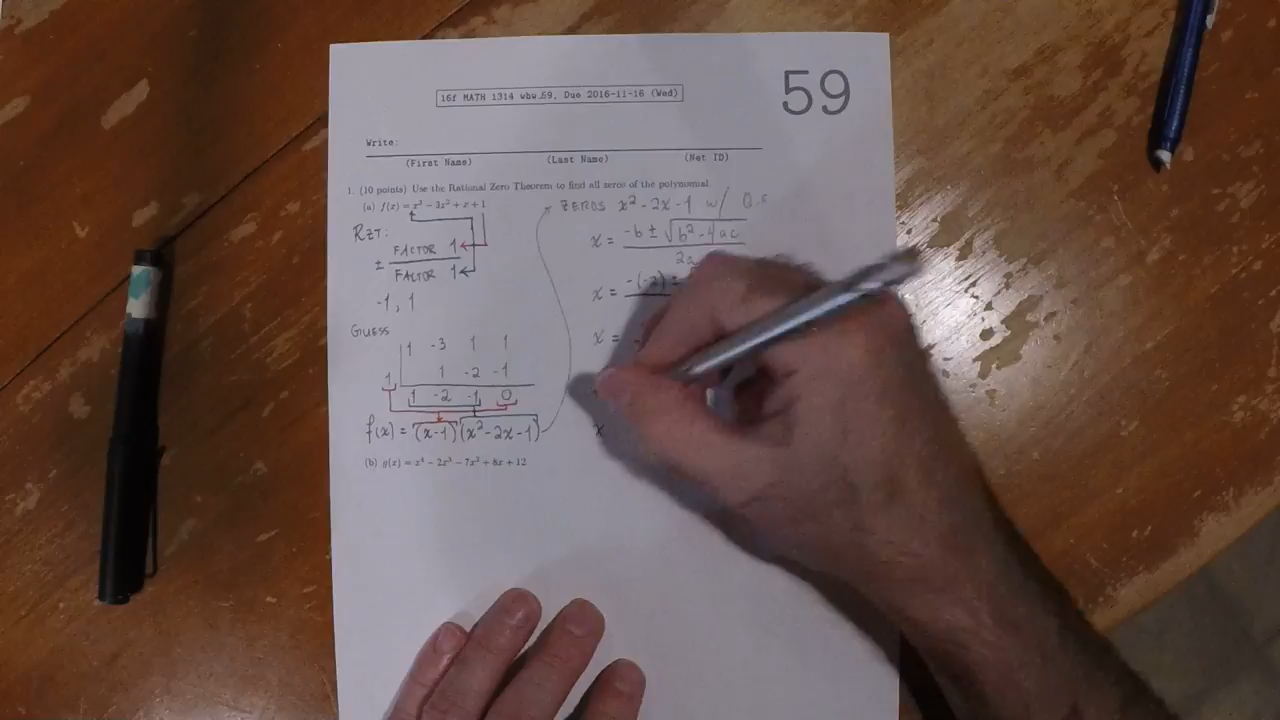 59
16f MATH 1314 wbw_59, Due 2016-11-16 (Wed)
Write:
(First Name) (Last Name) (Net ID)
1. (10 points) Use the Rational Zero Theorem to find all zeros of the polynomial.
(a) f(x) = x³ − 3x² + x + 1
RZT:
± FACTOR 1 / FACTOR 1
-1, 1
GUESS
1 -3 1 1
1 -2 -1
1
1 -2 -1 0
f(x) = (x-1)(x²-2x-1)
ZEROS x²-2x-1 w/ Q.F
x = -b ± √b²-4ac / 2a
x = -(-2) ±
x = -
x
(b) g(x) = x⁴ − 2x³ − 7x² + 8x + 12